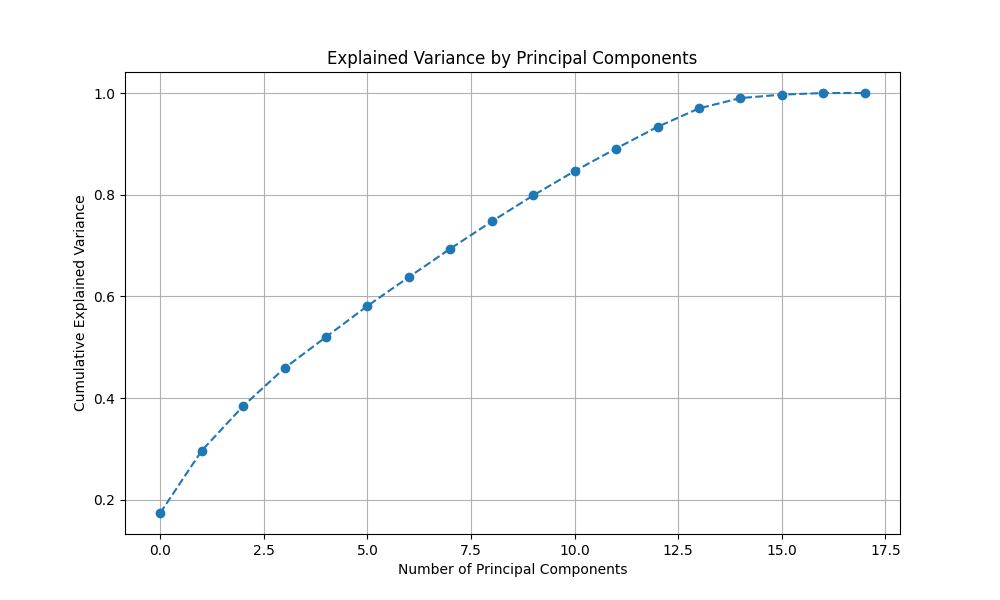 Explained Variance by Principal Components
1.0
0.8
0.6
0.4
0.2
Cumulative Explained Variance
0.0 2.5 5.0 7.5 10.0 12.5 15.0 17.5
Number of Principal Components